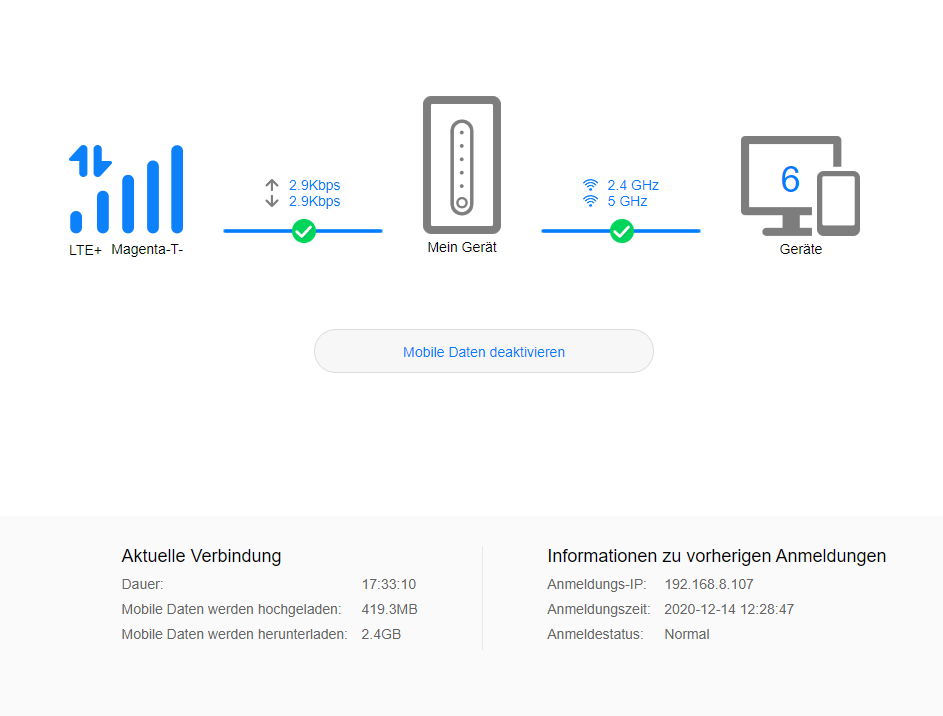 2.9Kbps
2.9Kbps
2.4 GHz
5 GHz
6
LTE+ Magenta-T-
Mein Gerät
Geräte
Mobile Daten deaktivieren
Aktuelle Verbindung
Dauer: 17:33:10
Mobile Daten werden hochgeladen: 419.3MB
Mobile Daten werden herunterladen: 2.4GB
Informationen zu vorherigen Anmeldungen
Anmeldungs-IP: 192.168.8.107
Anmeldungszeit: 2020-12-14 12:28:47
Anmeldestatus: Normal